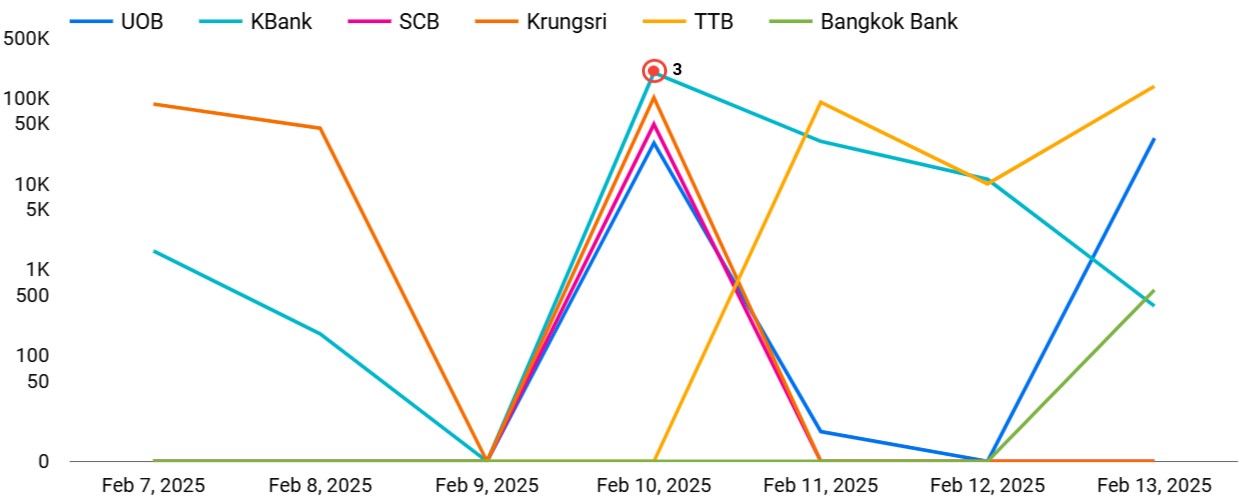 UOB KBank SCB Krungsri TTB Bangkok Bank
500K
3
100K
50K
10K
5K
1K
500
100
50
0
Feb 7, 2025 Feb 8, 2025 Feb 9, 2025 Feb 10, 2025 Feb 11, 2025 Feb 12, 2025 Feb 13, 2025